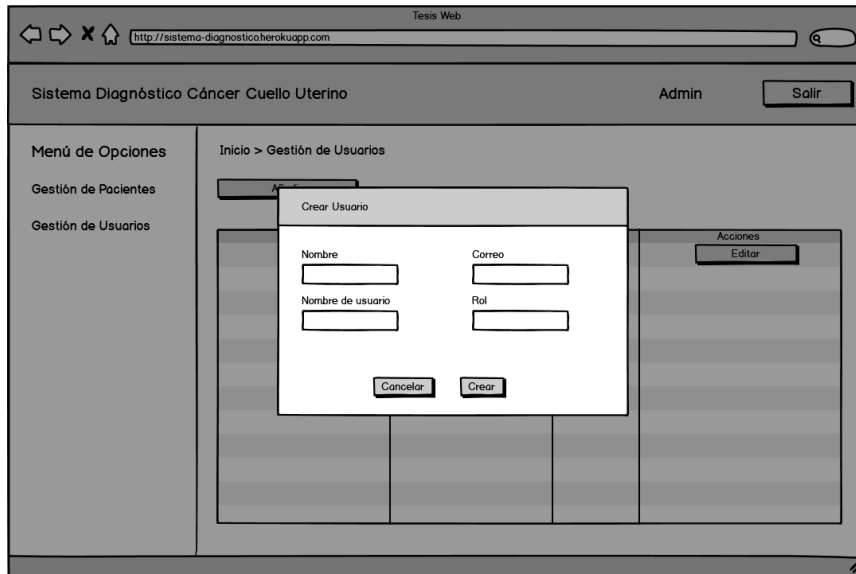 Tesis Web
http://sistema-diagnostico.herokuapp.com
Sistema Diagnóstico Cáncer Cuello Uterino
Admin
Salir
Menú de Opciones
Gestión de Pacientes
Gestión de Usuarios
Inicio > Gestión de Usuarios
Crear Usuario
Nombre
Correo
Nombre de usuario
Rol
Cancelar
Crear
Acciones
Editar